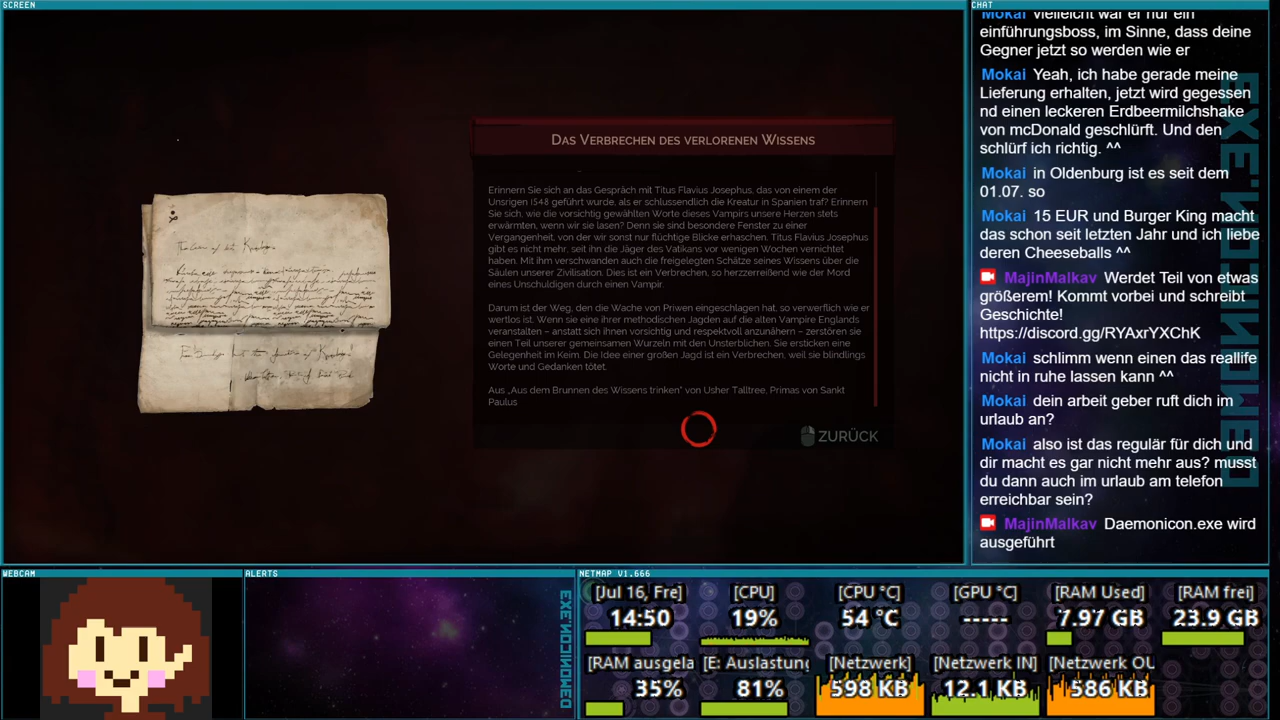 SCREEN
DAS VERBRECHEN DES VERLORENEN WISSENS
Erinnern Sie sich an das Gespräch mit Titus Flavius Josephus, das von einem der
Unsrigen 1548 geführt wurde, als er schlussendlich die Kreatur in Spanien traf? Erinnern
Sie sich, wie die vorsichtig gewählten Worte dieses Vampirs unsere Herzen stets
erwärmten, wenn wir sie lasen? Denn sie sind besondere Fenster zu einer
Vergangenheit, von der wir sonst nur flüchtige Blicke erhaschen. Titus Flavius Josephus
gibt es nicht mehr, seit ihn die Jäger des Vatikans vor wenigen Wochen vernichtet
haben. Mit ihm verschwanden auch die freigelegten Schätze seines Wissens über die
Säulen unserer Zivilisation. Dies ist ein Verbrechen, so herzzerreißend wie der Mord
eines Unschuldigen durch einen Vampir.
Darum ist der Weg, den die Wache von Priwen eingeschlagen hat, so verwerflich wie er
wertlos ist. Wenn sie eine ihrer methodischen Jagden auf die alten Vampire Englands
veranstalten – anstatt sich ihnen vorsichtig und respektvoll anzunähern – zerstören sie
einen Teil unserer gemeinsamen Wurzeln mit den Unsterblichen. Sie ersticken eine
Gelegenheit im Keim. Die Idee einer großen Jagd ist ein Verbrechen, weil sie blindlings
Worte und Gedanken tötet.
Aus „Aus dem Brunnen des Wissens trinken" von Usher Talltree, Primas von Sankt
Paulus
ZURÜCK
CHAT
Mokai vielleicht war er nur ein
einführungsboss, im Sinne, dass deine
Gegner jetzt so werden wie er
Mokai Yeah, ich habe gerade meine
Lieferung erhalten, jetzt wird gegessen
nd einen leckeren Erdbeermilchshake
von mcDonald geschlürft. Und den
schlürf ich richtig. ^^
Mokai in Oldenburg ist es seit dem
01.07. so
Mokai 15 EUR und Burger King macht
das schon seit letzten Jahr und ich liebe
deren Cheeseballs ^^
MajinMalkav Werdet Teil von etwas
größerem! Kommt vorbei und schreibt
Geschichte!
https://discord.gg/RYAxrYXChK
Mokai schlimm wenn einen das reallife
nicht in ruhe lassen kann ^^
Mokai dein arbeit geber ruft dich im
urlaub an?
Mokai also ist das regulär für dich und
dir macht es gar nicht mehr aus? musst
du dann auch im urlaub am telefon
erreichbar sein?
MajinMalkav Daemonicon.exe wird
ausgeführt
WEBCAM
ALERTS
NETMAP V1.666
[Jul 16, Fre] [CPU] [CPU °C] [GPU °C] [RAM Used] [RAM frei]
14:50 19% 54 °C ----- 7.97 GB 23.9 GB
[RAM ausgela [E: Auslastung [Netzwerk] [Netzwerk IN] [Netzwerk OU
35% 81% 598 KB 12.1 KB 586 KB